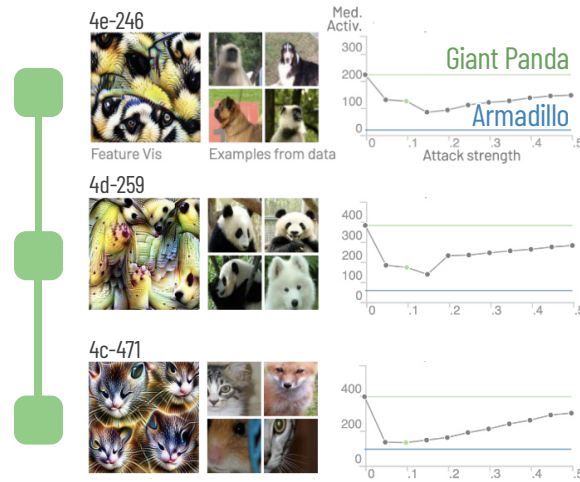 4e-246
Med.
Activ.
300
200
100
0
Giant Panda
Armadillo
0 .1 .2 .3 .4 .5
Feature Vis
Examples from data
Attack strength
4d-259
400
300
200
100
0
0 .1 .2 .3 .4 .5
4c-471
400
200
0
0 .1 .2 .3 .4 .5